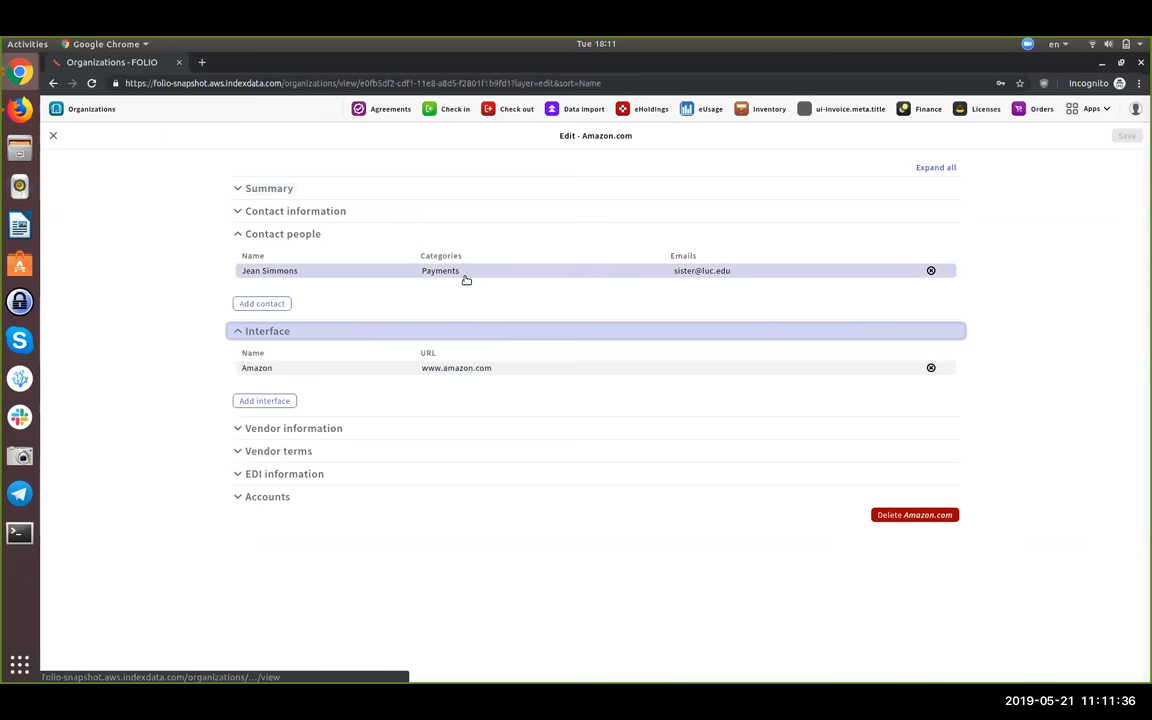 Activities Google Chrome Tue 18:11 en
Organizations - FOLIO
https://folio-snapshot.aws.indexdata.com/organizations/view/e0fb5df2-cdf1-11e8-a8d5-f2801f1b9fd1?layer=edit&sort=Name Incognito
Organizations Agreements Check in Check out Data import eHoldings eUsage Inventory ui-invoice.meta.title Finance Licenses Orders Apps
Edit - Amazon.com Save
Expand all
Summary
Contact information
Contact people
Name Categories Emails
Jean Simmons Payments sister@luc.edu
Add contact
Interface
Name URL
Amazon www.amazon.com
Add interface
Vendor information
Vendor terms
EDI information
Accounts
Delete Amazon.com
folio-snapshot.aws.indexdata.com/organizations/.../view
2019-05-21 11:11:36